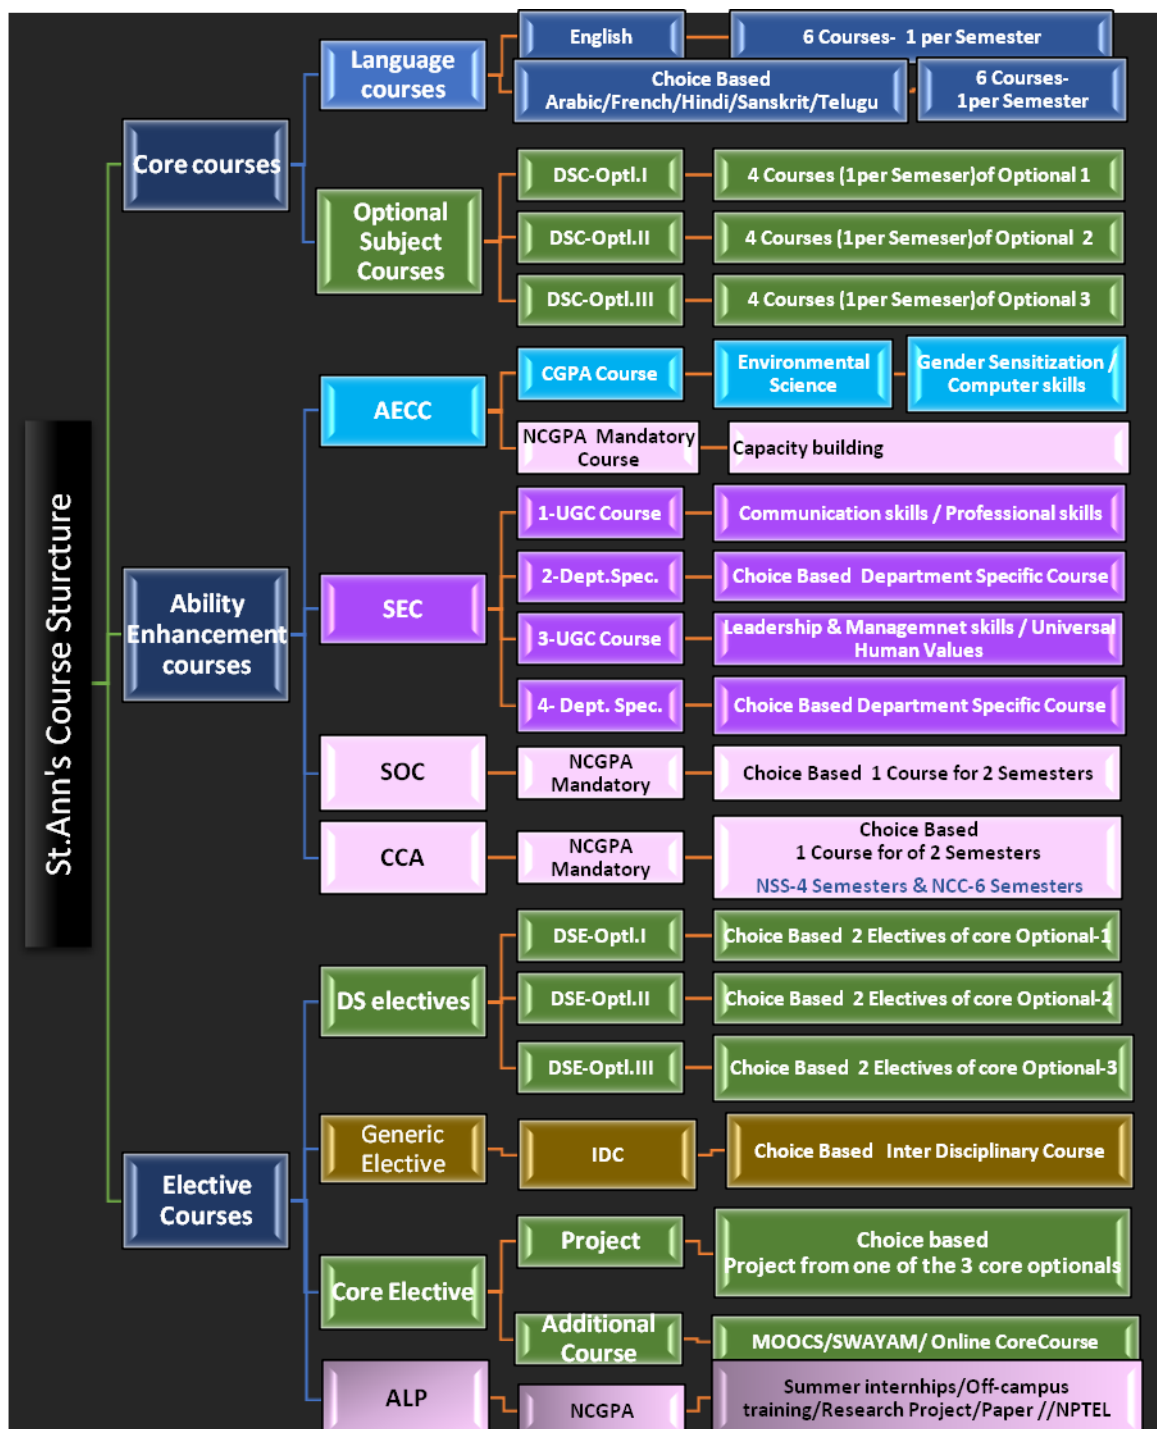 St.Ann's Course Sturcture
Core courses
Language
courses
English
6 Courses- 1 per Semester
Choice Based
Arabic/French/Hindi/Sanskrit/Telugu
6 Courses-
1per Semester
Optional
Subject
Courses
DSC-Optl.I
4 Courses (1per Semeser)of Optional 1
DSC-Optl.II
4 Courses (1per Semeser)of Optional 2
DSC-Optl.III
4 Courses (1per Semeser)of Optional 3
Ability
Enhancement
courses
AECC
CGPA Course
Environmental
Science
Gender Sensitization /
Computer skills
NCGPA Mandatory
Course
Capacity building
SEC
1-UGC Course
Communication skills / Professional skills
2-Dept.Spec.
Choice Based Department Specific Course
3-UGC Course
Leadership & Managemnet skills / Universal
Human Values
4- Dept. Spec.
Choice Based Department Specific Course
SOC
NCGPA
Mandatory
Choice Based 1 Course for 2 Semesters
CCA
NCGPA
Mandatory
Choice Based
1 Course for of 2 Semesters
NSS-4 Semesters & NCC-6 Semesters
Elective
Courses
DS electives
DSE-Optl.I
Choice Based 2 Electives of core Optional-1
DSE-Optl.II
Choice Based 2 Electives of core Optional-2
DSE-Optl.III
Choice Based 2 Electives of core Optional-3
Generic
Elective
IDC
Choice Based Inter Disciplinary Course
Core Elective
Project
Choice based
Project from one of the 3 core optionals
Additional
Course
MOOCS/SWAYAM/ Online CoreCourse
ALP
NCGPA
Summer internhips/Off-campus
training/Research Project/Paper //NPTEL